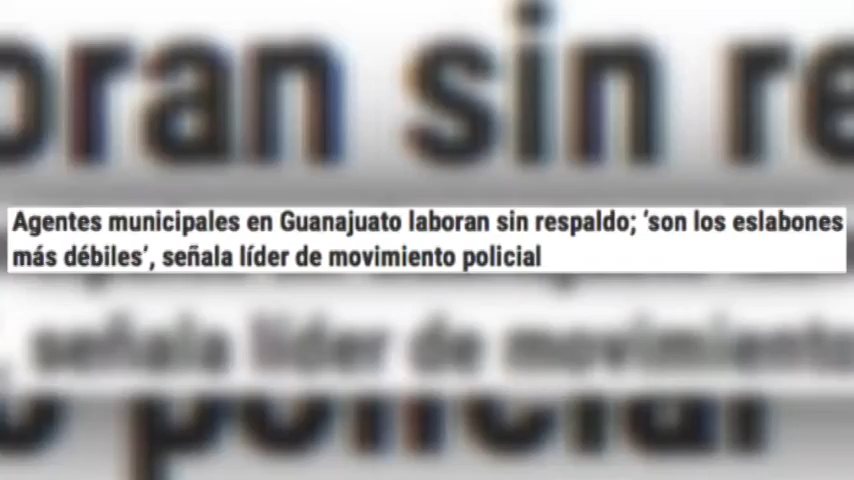 Agentes municipales en Guanajuato laboran sin respaldo; ‘son los eslabones
más débiles’, señala líder de movimiento policial